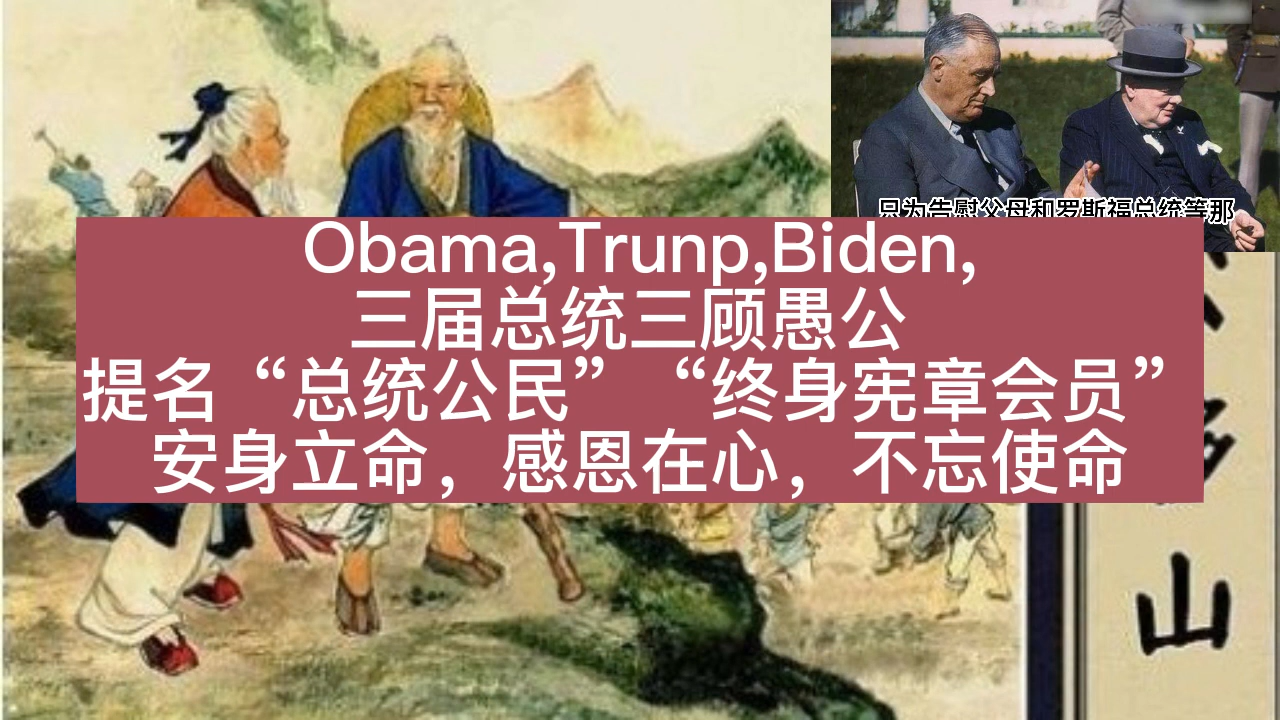 只为告慰父母和罗斯福总统等那
Obama,Trunp,Biden,
三届总统三顾愚公
提名“总统公民” “终身宪章会员”
安身立命，感恩在心，不忘使命
山